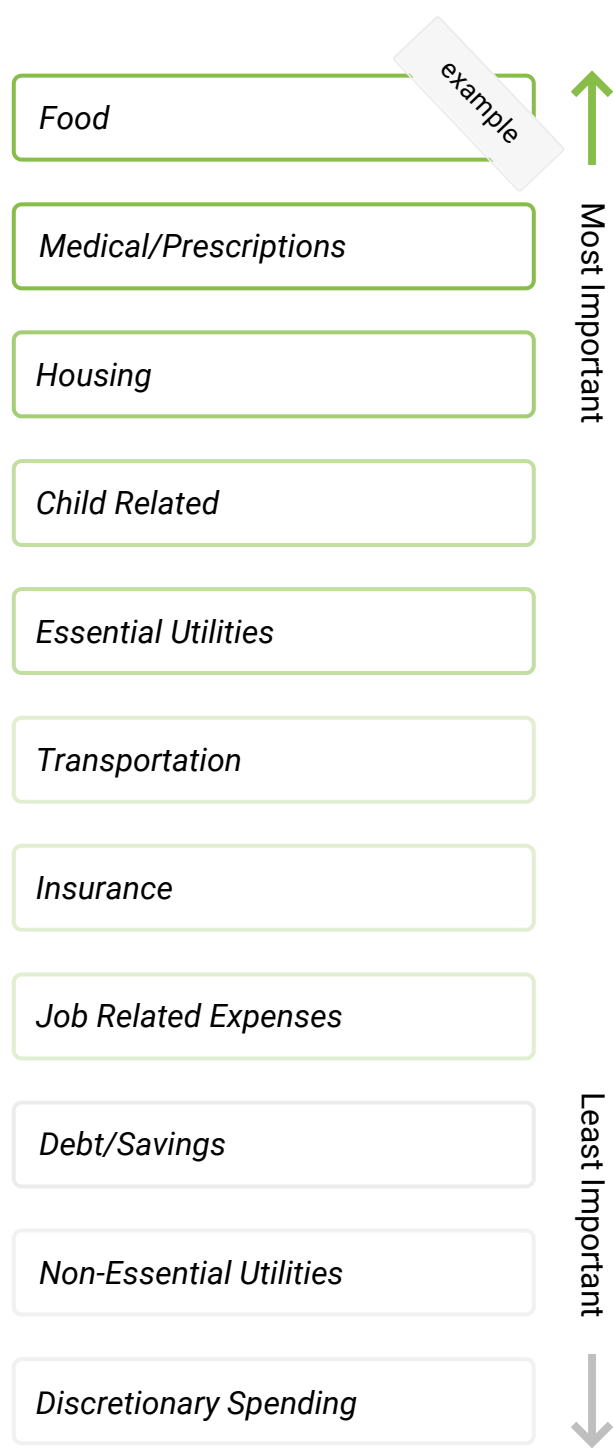 example
Food
Medical/Prescriptions
Most Important
Housing
Child Related
Essential Utilities
Transportation
Insurance
Job Related Expenses
Debt/Savings
Least Important
Non-Essential Utilities
Discretionary Spending